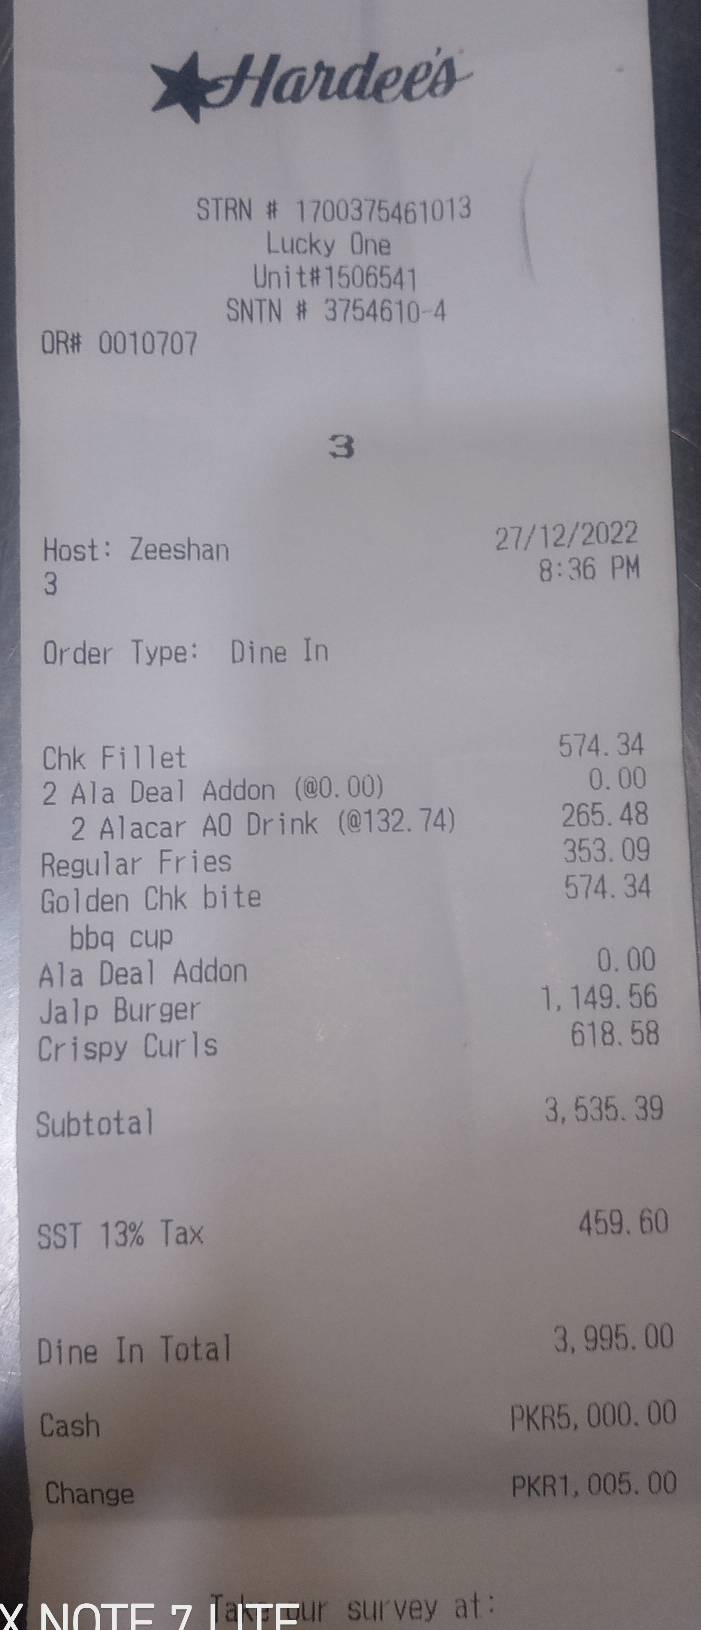 Hardee's
STRN # 1700375461013
Lucky One
Unit#1506541
SNTN # 3754610-4
OR# 0010707
3
Host: Zeeshan 27/12/2022
3 8:36 PM
Order Type: Dine In
Chk Fillet 574.34
2 Ala Deal Addon (@0.00) 0.00
2 Alacar AO Drink (@132.74) 265.48
Regular Fries 353.09
Golden Chk bite 574.34
bbq cup
Ala Deal Addon 0.00
Jalp Burger 1,149.56
Crispy Curls 618.58
Subtotal 3,535.39
SST 13% Tax 459.60
Dine In Total 3,995.00
Cash PKR5,000.00
Change PKR1,005.00
Take our survey at:
X NOTE 7 LITE